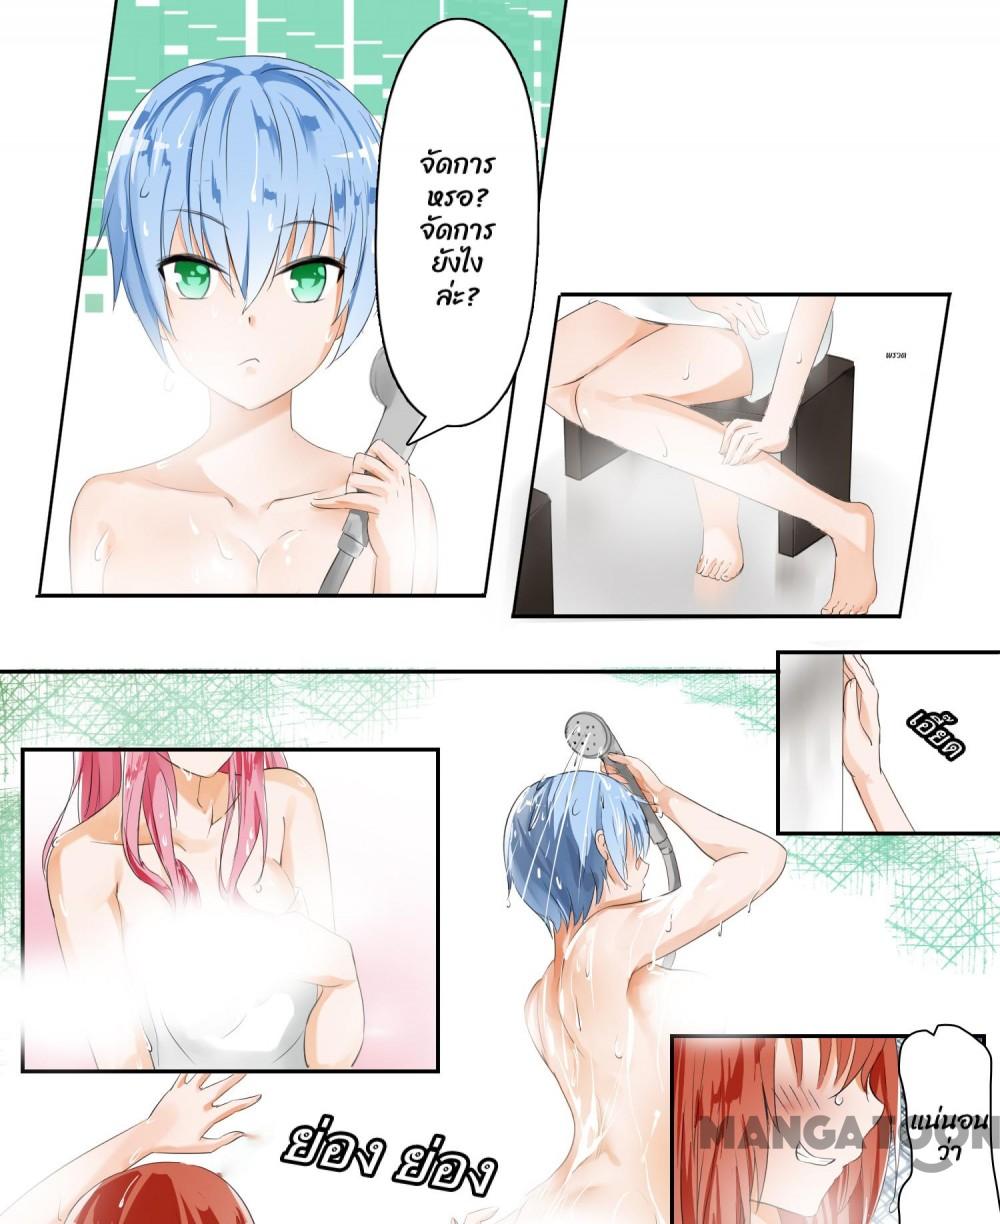 จัดการ
หรอ?
จัดการ
ยังไง
ล่ะ?
พรวด
เอี๊ยด
ย่อง ย่อง
แน่นอน
ว่า
MANGATOON